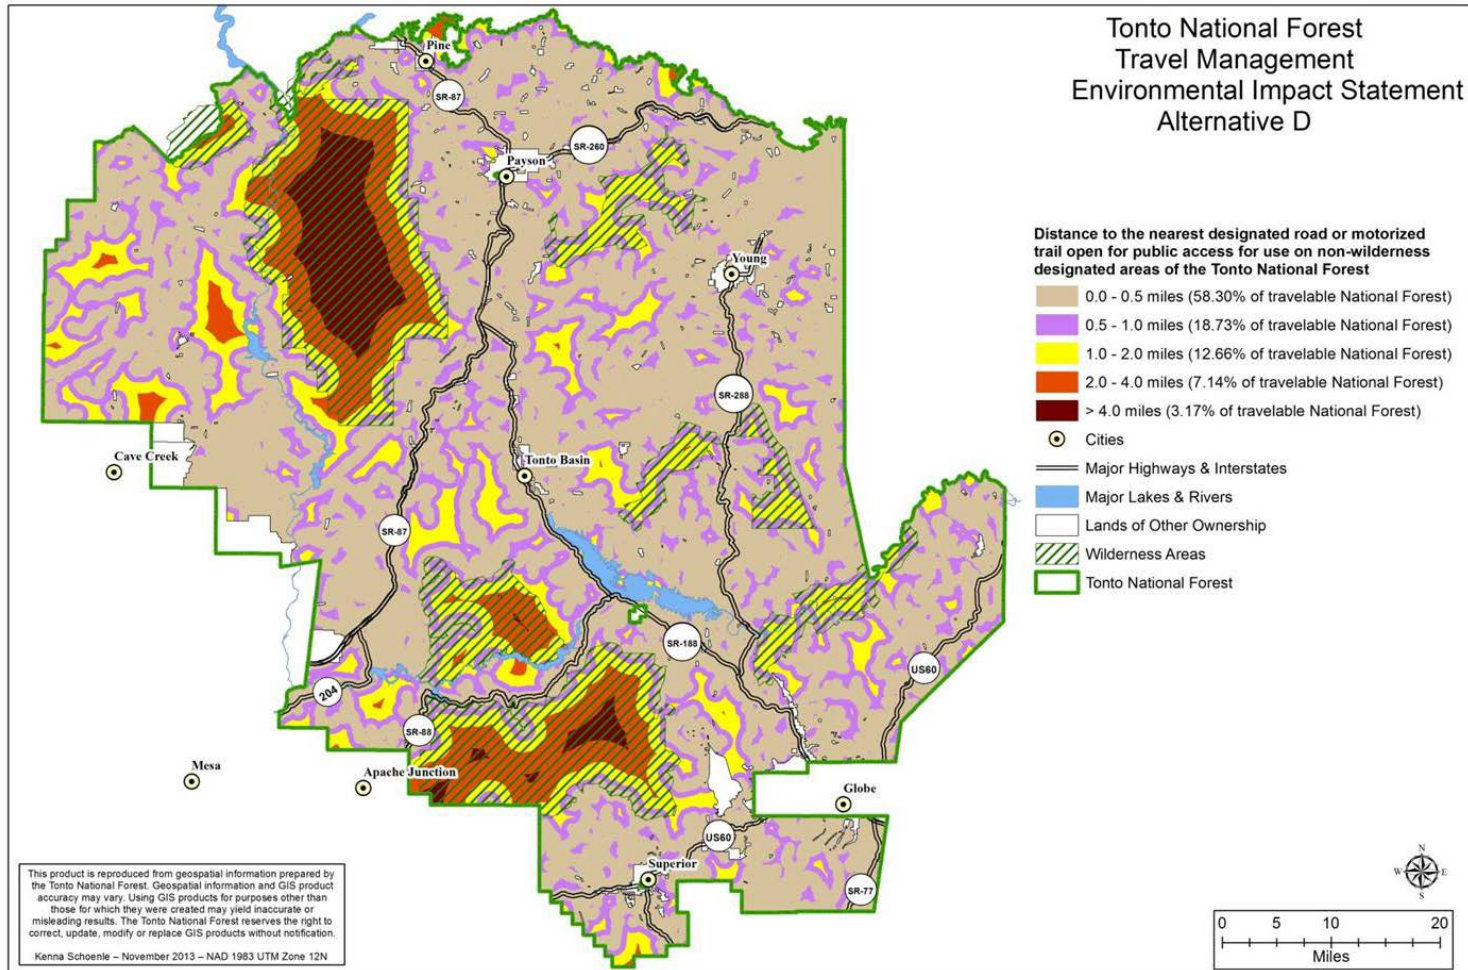 Tonto National Forest
Travel Management
Environmental Impact Statement
Alternative D
Distance to the nearest designated road or motorized
trail open for public access for use on non-wilderness
designated areas of the Tonto National Forest
0.0 - 0.5 miles (58.30% of travelable National Forest)
0.5 - 1.0 miles (18.73% of travelable National Forest)
1.0 - 2.0 miles (12.66% of travelable National Forest)
2.0 - 4.0 miles (7.14% of travelable National Forest)
> 4.0 miles (3.17% of travelable National Forest)
Cities
Major Highways & Interstates
Major Lakes & Rivers
Lands of Other Ownership
Wilderness Areas
Tonto National Forest
Pine
SR-87
SR-260
Payson
Young
SR-288
Cave Creek
Tonto Basin
SR-87
SR-188
US60
204
SR-88
Mesa
Apache Junction
Globe
US60
Superior
SR-77
This product is reproduced from geospatial information prepared by
the Tonto National Forest. Geospatial information and GIS product
accuracy may vary. Using GIS products for purposes other than
those for which they were created may yield inaccurate or
misleading results. The Tonto National Forest reserves the right to
correct, update, modify or replace GIS products without notification.
Kenna Schoenle – November 2013 – NAD 1983 UTM Zone 12N
N
W E
S
0 5 10 20
Miles